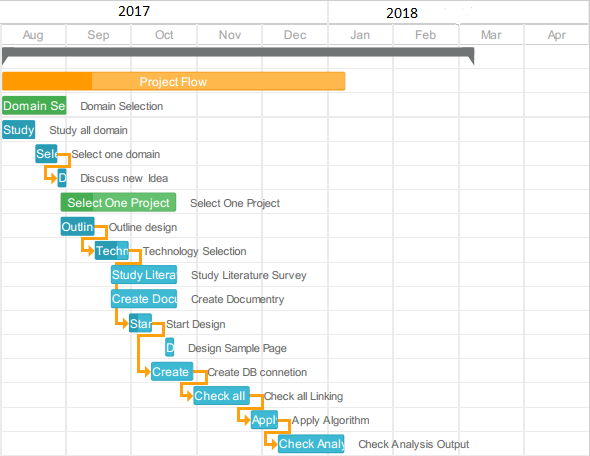 2017 2018
Aug Sep Oct Nov Dec Jan Feb Mar Apr
Project Flow
Domain Se Domain Selection
Study Study all domain
Sele Select one domain
D Discuss new Idea
Select One Project Select One Project
Outlin Outline design
Techn Technology Selection
Study Litera Study Literature Survey
Create Docu Create Documentry
Star Start Design
D Design Sample Page
Create Create DB connetion
Check all Check all Linking
Apply Apply Algorithm
Check Analy Check Analysis Output